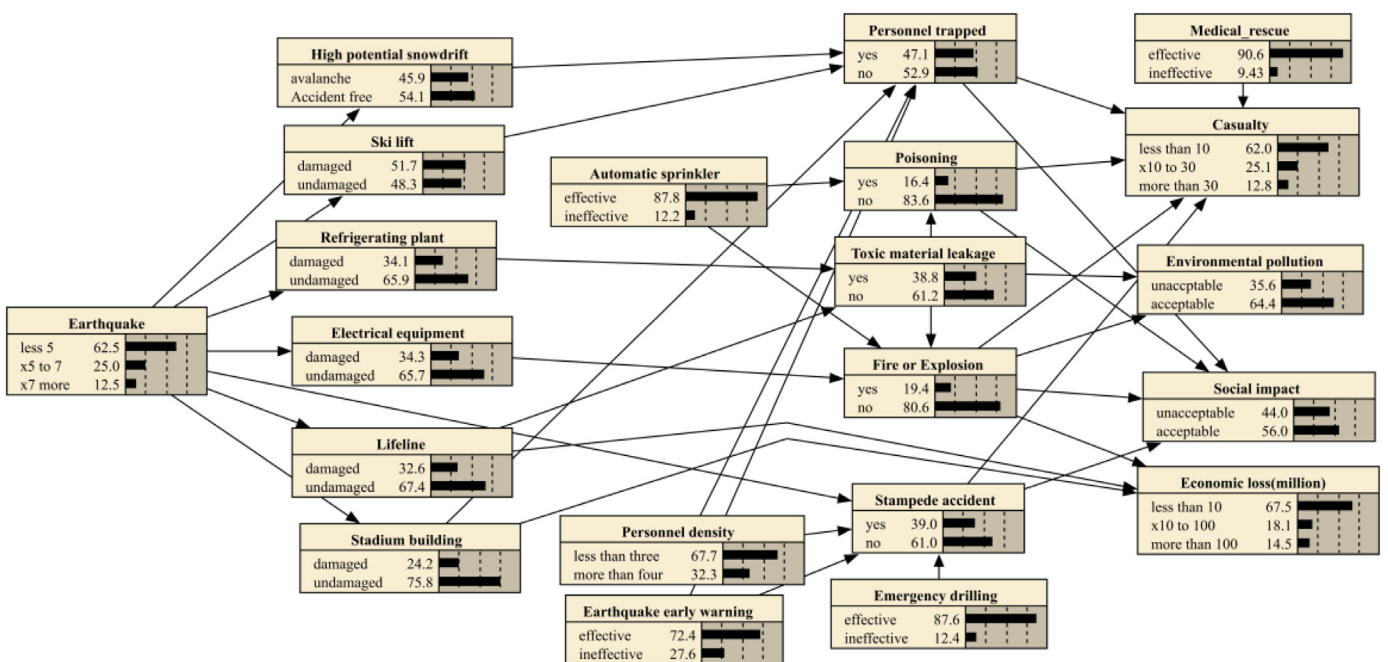 High potential snowdrift
avalanche 45.9
Accident free 54.1
Ski lift
damaged 51.7
undamaged 48.3
Refrigerating plant
damaged 34.1
undamaged 65.9
Earthquake
less 5 62.5
x5 to 7 25.0
x7 more 12.5
Electrical equipment
damaged 34.3
undamaged 65.7
Lifeline
damaged 32.6
undamaged 67.4
Stadium building
damaged 24.2
undamaged 75.8
Automatic sprinkler
effective 87.8
ineffective 12.2
Personnel density
less than three 67.7
more than four 32.3
Earthquake early warning
effective 72.4
ineffective 27.6
Personnel trapped
yes 47.1
no 52.9
Poisoning
yes 16.4
no 83.6
Toxic material leakage
yes 38.8
no 61.2
Fire or Explosion
yes 19.4
no 80.6
Stampede accident
yes 39.0
no 61.0
Emergency drilling
effective 87.6
ineffective 12.4
Medical_rescue
effective 90.6
ineffective 9.43
Casualty
less than 10 62.0
x10 to 30 25.1
more than 30 12.8
Environmental pollution
unaccptable 35.6
acceptable 64.4
Social impact
unacceptable 44.0
acceptable 56.0
Economic loss(million)
less than 10 67.5
x10 to 100 18.1
more than 100 14.5